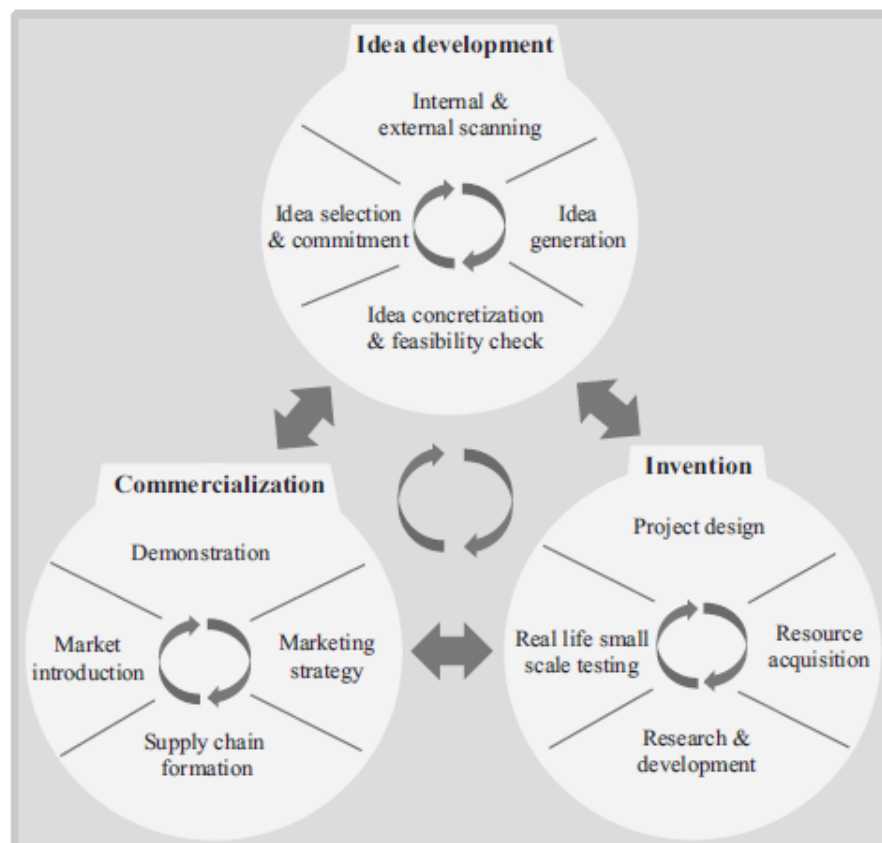 Idea development
Internal &
external scanning
Idea selection
& commitment
Idea
generation
Idea concretization
& feasibility check
Commercialization
Demonstration
Market
introduction
Marketing
strategy
Supply chain
formation
Invention
Project design
Real life small
scale testing
Resource
acquisition
Research &
development